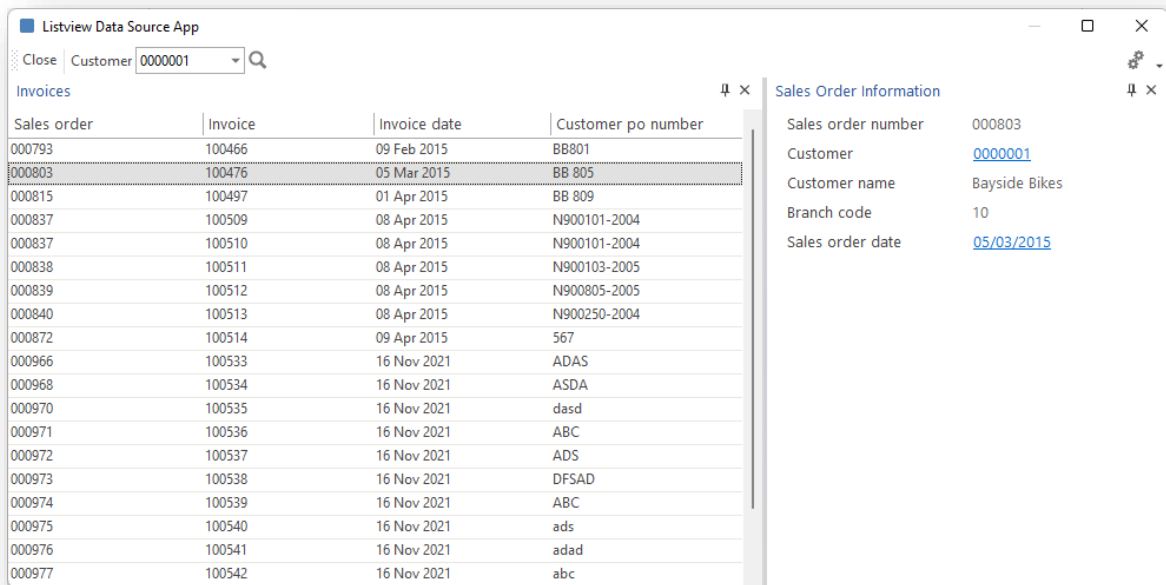 Listview Data Source App
Close Customer 0000001
Invoices
Sales order Invoice Invoice date Customer po number
000793 100466 09 Feb 2015 BB801
000803 100476 05 Mar 2015 BB 805
000815 100497 01 Apr 2015 BB 809
000837 100509 08 Apr 2015 N900101-2004
000837 100510 08 Apr 2015 N900101-2004
000838 100511 08 Apr 2015 N900103-2005
000839 100512 08 Apr 2015 N900805-2005
000840 100513 08 Apr 2015 N900250-2004
000872 100514 09 Apr 2015 567
000966 100533 16 Nov 2021 ADAS
000968 100534 16 Nov 2021 ASDA
000970 100535 16 Nov 2021 dasd
000971 100536 16 Nov 2021 ABC
000972 100537 16 Nov 2021 ADS
000973 100538 16 Nov 2021 DFSAD
000974 100539 16 Nov 2021 ABC
000975 100540 16 Nov 2021 ads
000976 100541 16 Nov 2021 adad
000977 100542 16 Nov 2021 abc
Sales Order Information
Sales order number 000803
Customer 0000001
Customer name Bayside Bikes
Branch code 10
Sales order date 05/03/2015